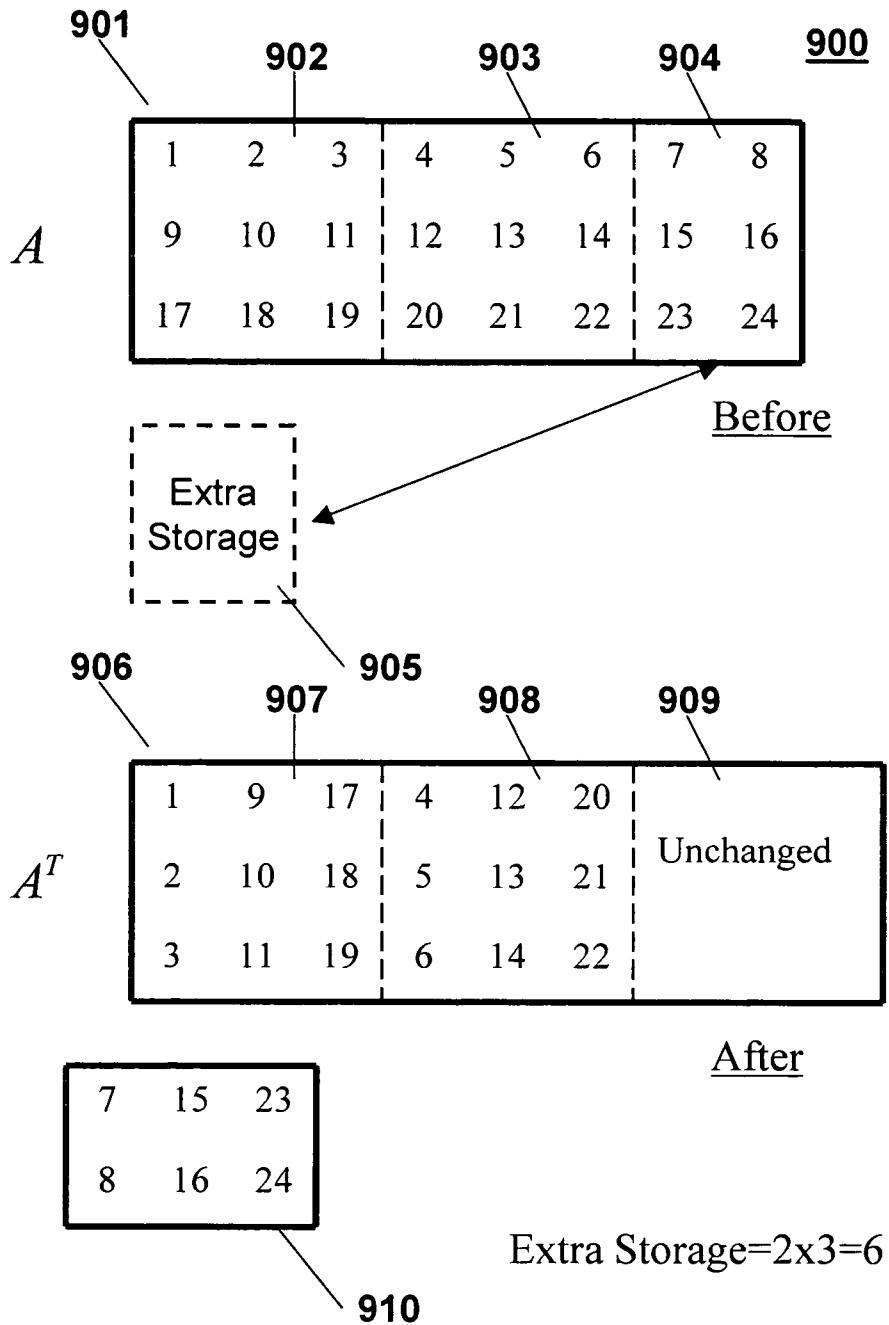 901 902 903 904 900
1 2 3 4 5 6 7 8
A 9 10 11 12 13 14 15 16
17 18 19 20 21 22 23 24
Before
Extra
Storage
906 905
907 908 909
1 9 17 4 12 20
Unchanged
A^T 2 10 18 5 13 21
3 11 19 6 14 22
After
7 15 23
8 16 24
Extra Storage=2x3=6
910